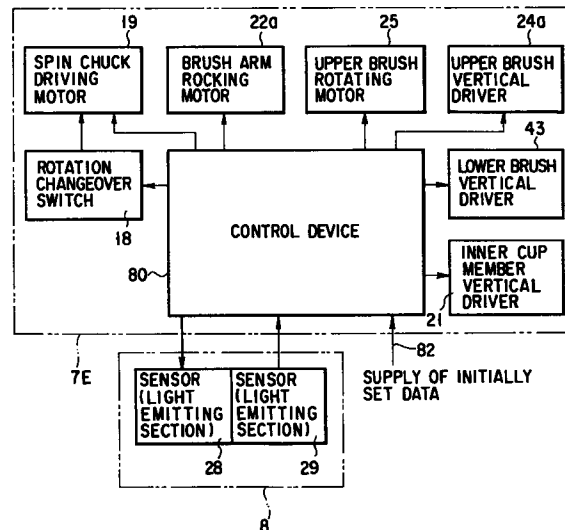 19
22a
25
24a
SPIN CHUCK
DRIVING
MOTOR
BRUSH ARM
ROCKING
MOTOR
UPPER BRUSH
ROTATING
MOTOR
UPPER BRUSH
VERTICAL
DRIVER
43
ROTATION
CHANGEOVER
SWITCH
18
CONTROL DEVICE
80
LOWER BRUSH
VERTICAL
DRIVER
INNER CUP
MEMBER
VERTICAL
DRIVER
21
7E
82
SUPPLY OF INITIALLY
SET DATA
SENSOR
(LIGHT
EMITTING
SECTION)
28
SENSOR
(LIGHT
EMITTING
SECTION)
29
8